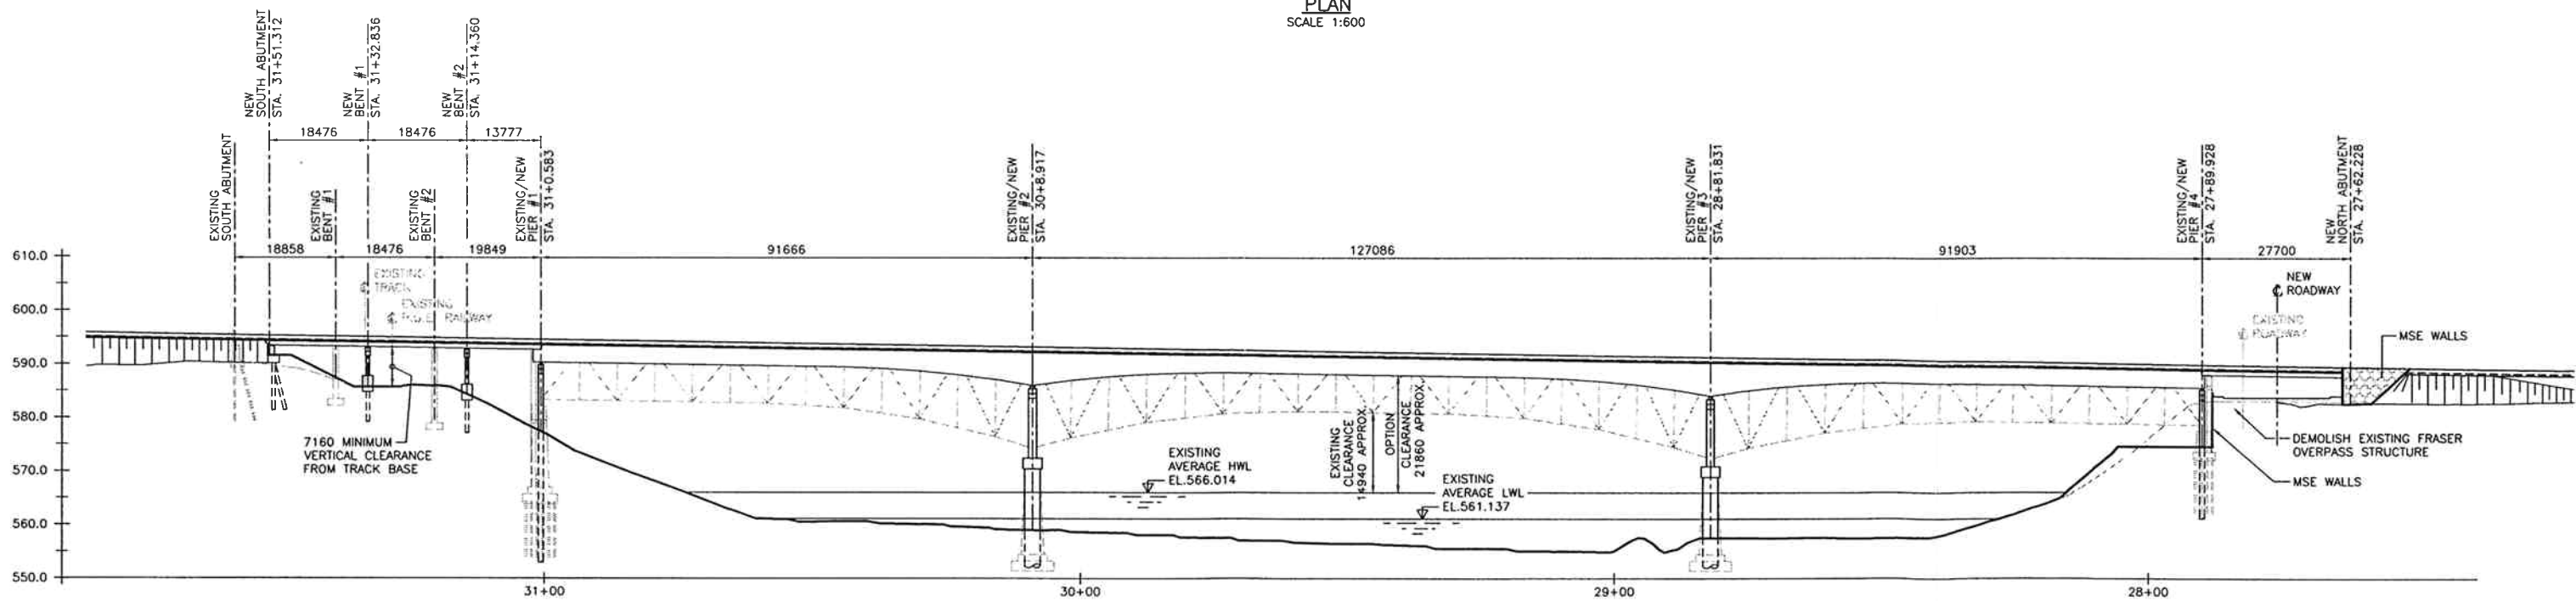 PLAN
SCALE 1:600
NEW
SOUTH ABUTMENT
STA. 31+51.312
NEW
BENT #1
STA. 31+32.836
NEW
BENT #2
STA. 31+14.360
18476
18476
13777
EXISTING
SOUTH ABUTMENT
EXISTING
BENT #1
EXISTING
BENT #2
EXISTING/NEW
PIER #1
STA. 31+0.583
EXISTING/NEW
PIER #2
STA. 30+8.917
EXISTING/NEW
PIER #3
STA. 28+81.831
EXISTING/NEW
PIER #4
STA. 27+89.928
NEW
NORTH ABUTMENT
STA. 27+62.228
18858
18476
19849
91666
127086
91903
27700
610.0
600.0
590.0
580.0
570.0
560.0
550.0
EXISTING
TRACK
EXISTING
P.G.E. RAILWAY
NEW
ROADWAY
EXISTING
ROADWAY
MSE WALLS
7160 MINIMUM
VERTICAL CLEARANCE
FROM TRACK BASE
EXISTING
AVERAGE HWL
EL.566.014
EXISTING
CLEARANCE
14940 APPROX.
OPTION
CLEARANCE
21860 APPROX.
EXISTING
AVERAGE LWL
EL.561.137
DEMOLISH EXISTING FRASER
OVERPASS STRUCTURE
MSE WALLS
31+00
30+00
29+00
28+00